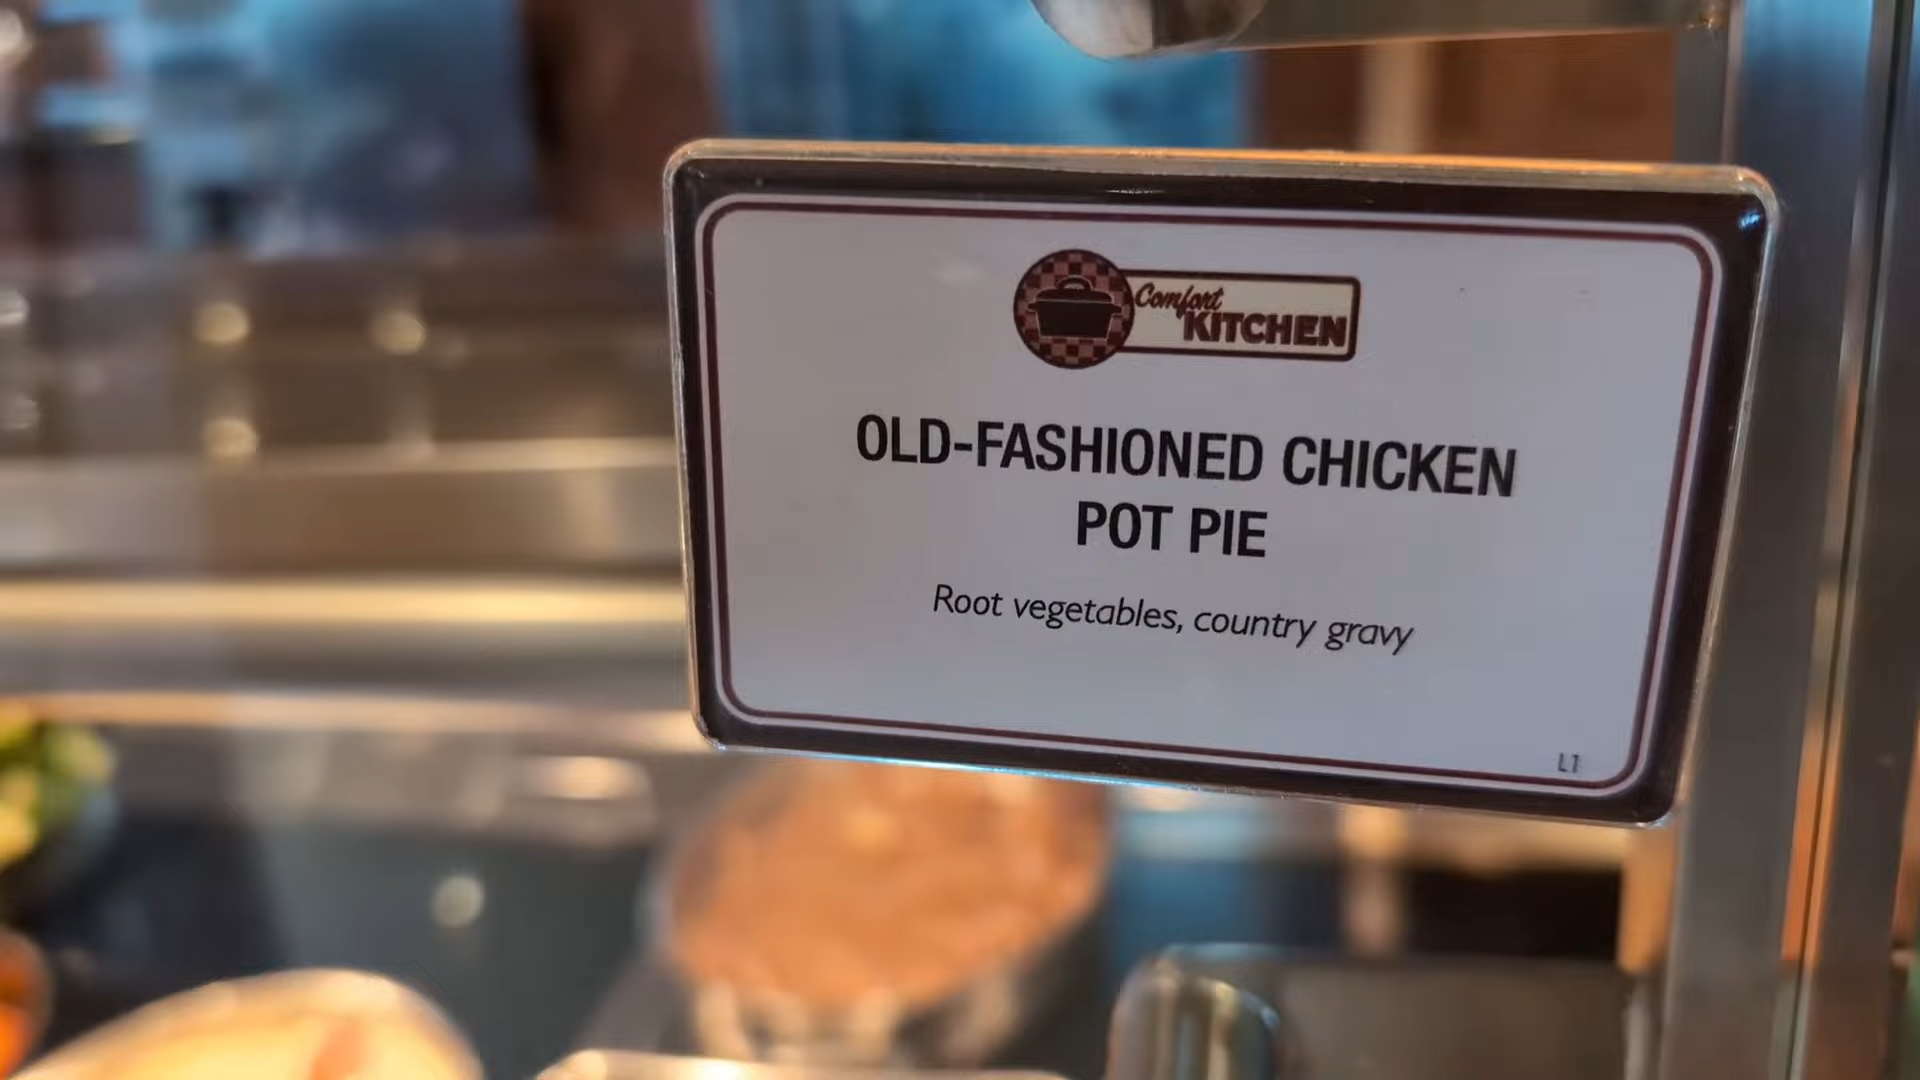 Comfort
KITCHEN
OLD-FASHIONED CHICKEN
POT PIE
Root vegetables, country gravy
L1